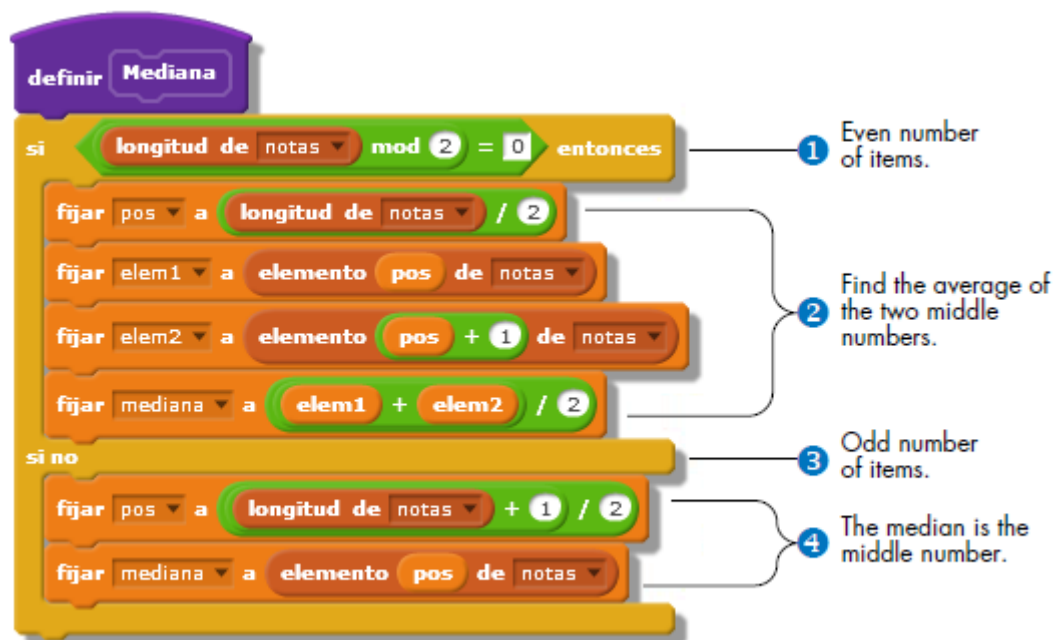 definir Mediana
si longitud de notas mod 2 = 0 entonces
1 Even number
of items.
fijar pos a longitud de notas / 2
fijar elem1 a elemento pos de notas
fijar elem2 a elemento pos + 1 de notas
fijar mediana a elem1 + elem2 / 2
2 Find the average of
the two middle
numbers.
si no
3 Odd number
of items.
fijar pos a longitud de notas + 1 / 2
fijar mediana a elemento pos de notas
4 The median is the
middle number.